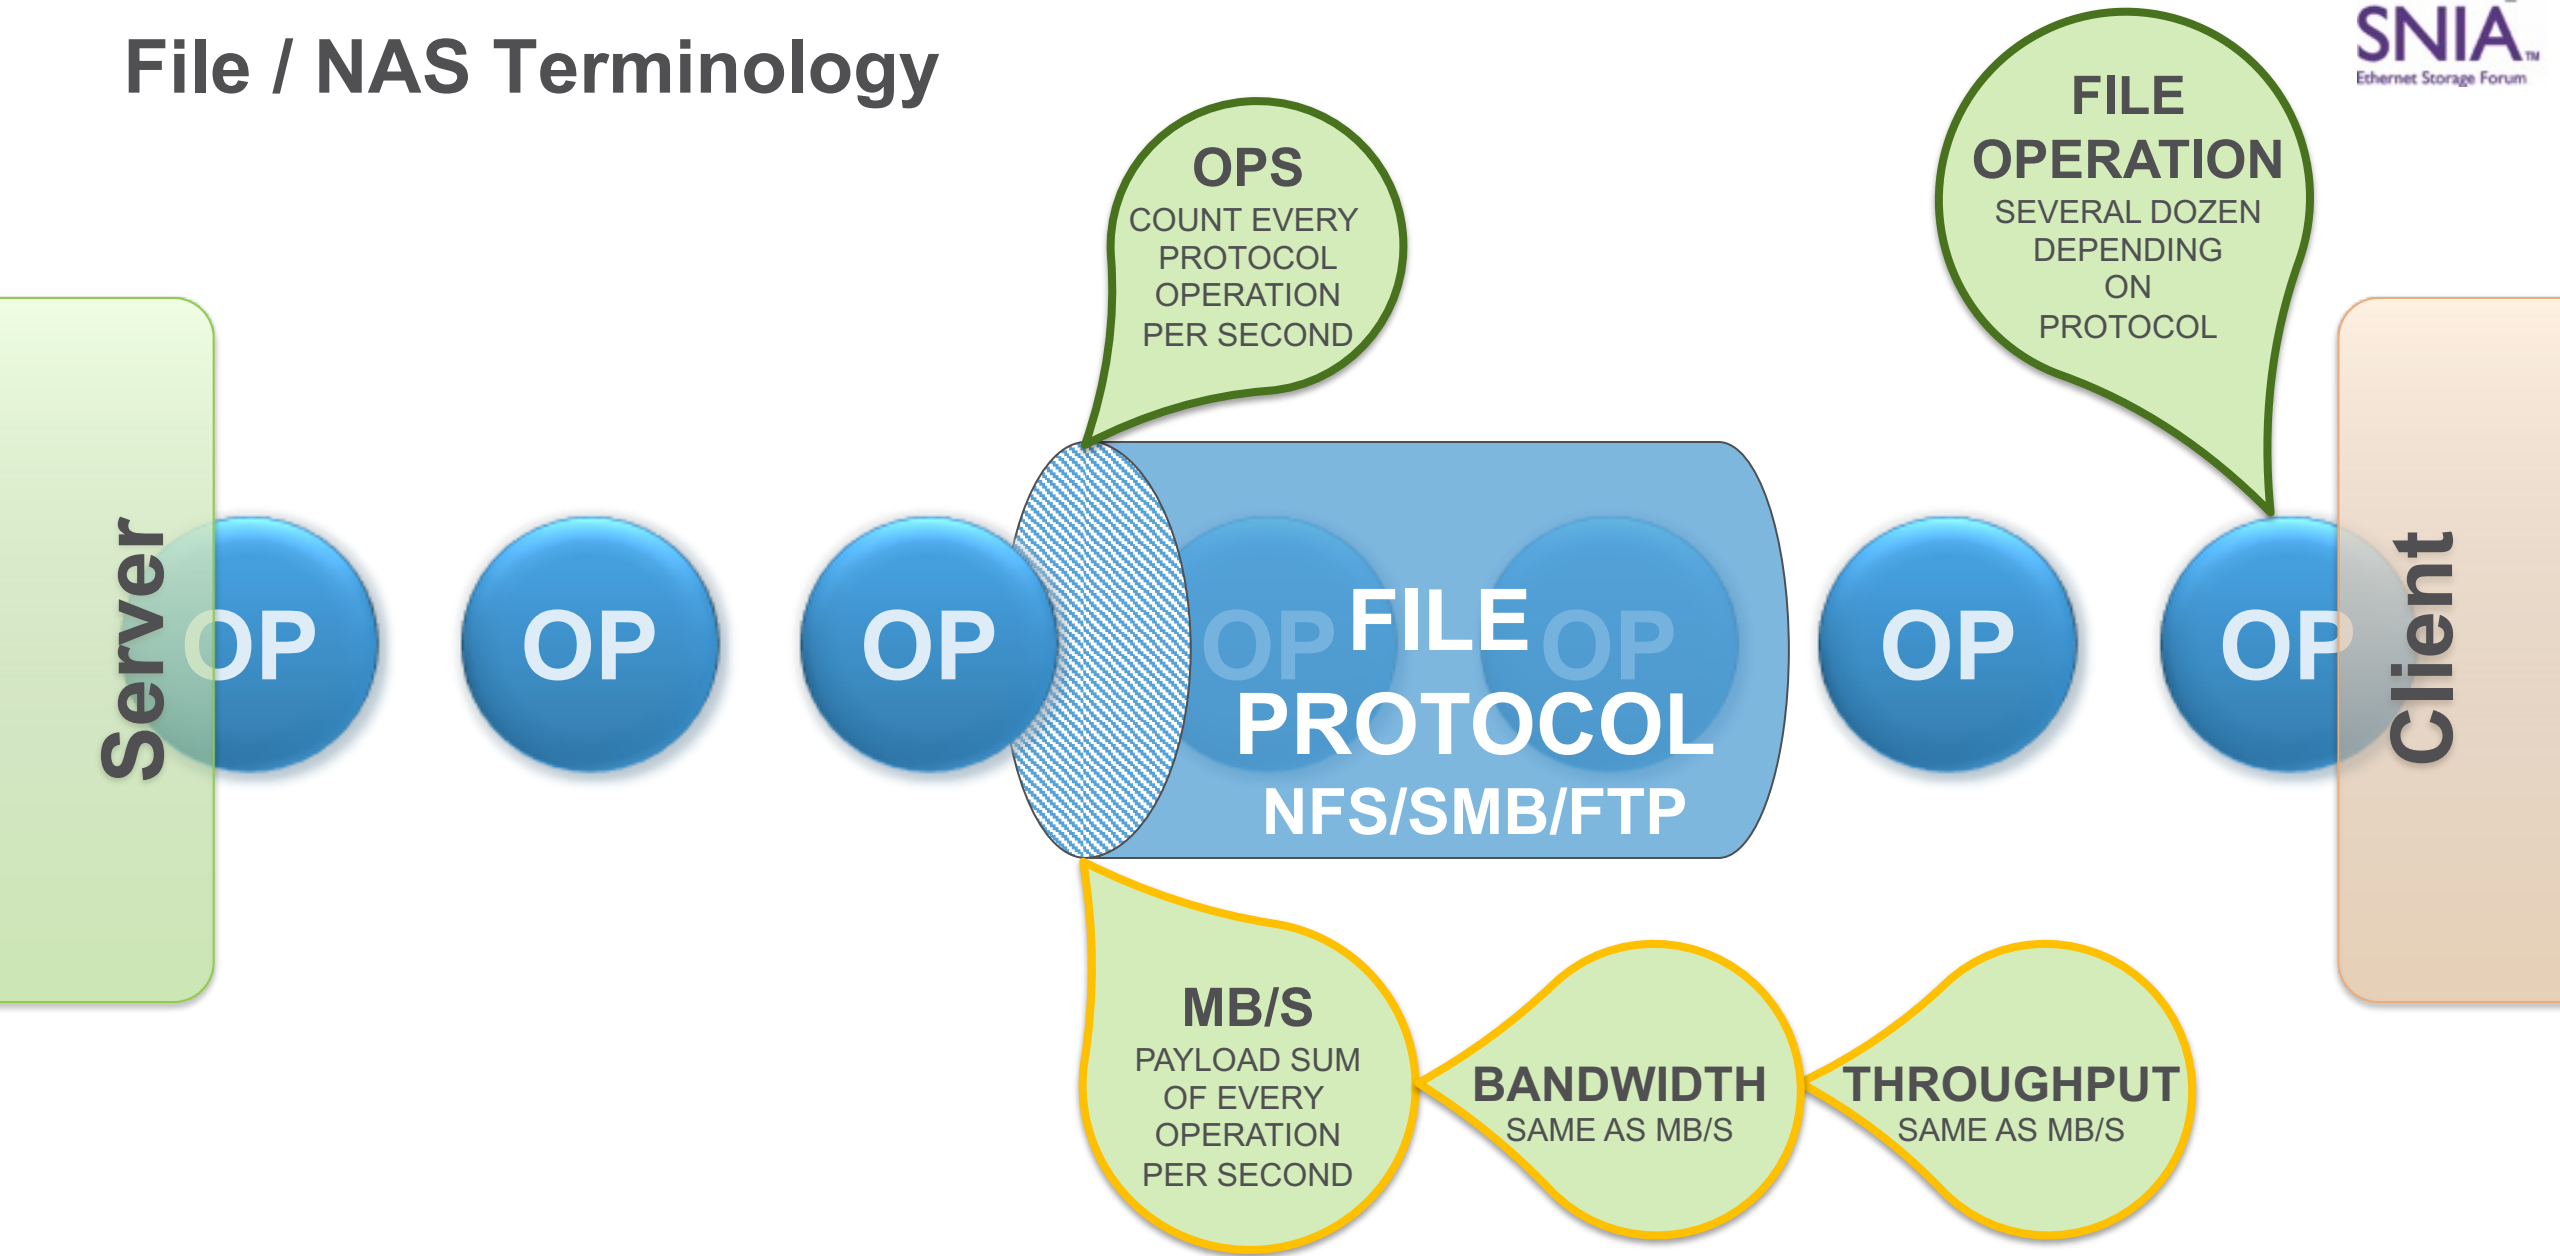 File / NAS Terminology
SNIA™
Ethernet Storage Forum
FILE
OPERATION
SEVERAL DOZEN
DEPENDING
ON
PROTOCOL
OPS
COUNT EVERY
PROTOCOL
OPERATION
PER SECOND
Server
OP
OP
OP
OP
OP
OP
OP
Client
FILE
PROTOCOL
NFS/SMB/FTP
MB/S
PAYLOAD SUM
OF EVERY
OPERATION
PER SECOND
BANDWIDTH
SAME AS MB/S
THROUGHPUT
SAME AS MB/S